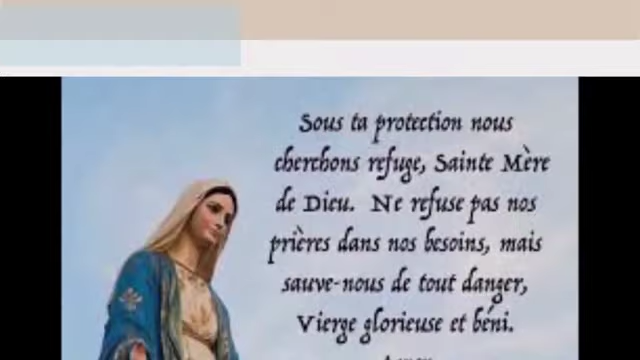 Sous ta protection nous
cherchons refuge, Sainte Mère
de Dieu. Ne refuse pas nos
prières dans nos besoins, mais
sauve-nous de tout danger,
Vierge glorieuse et béni.